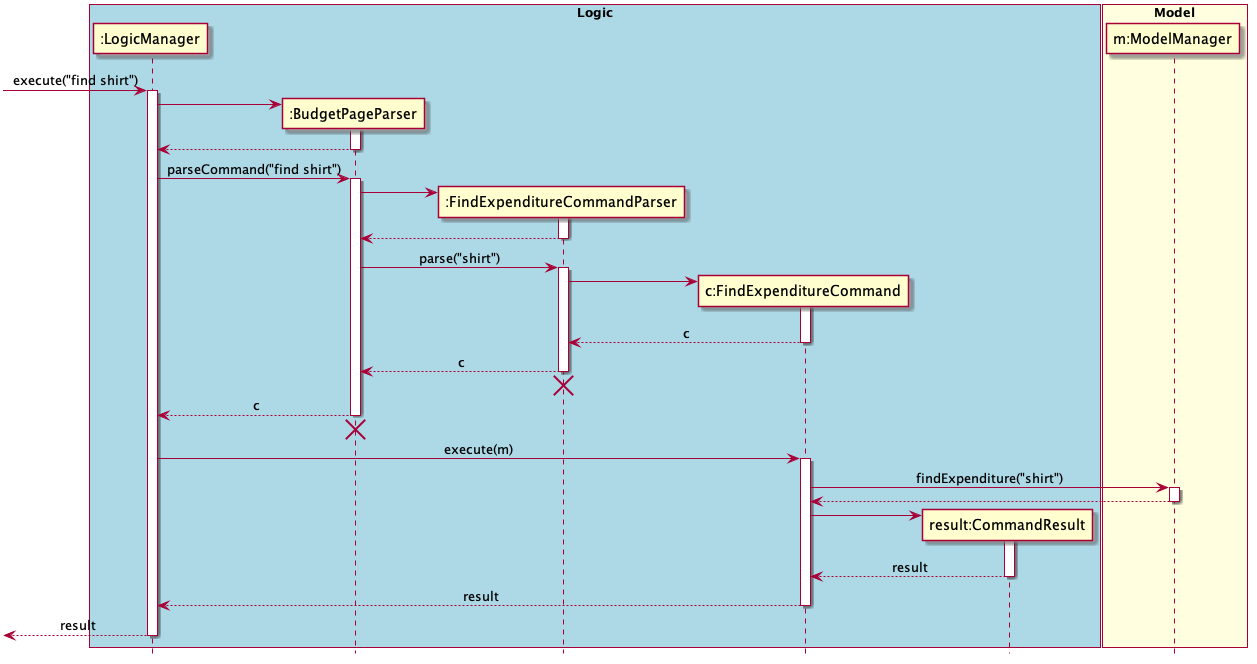 Logic
Model
:LogicManager
m:ModelManager
execute("find shirt")
:BudgetPageParser
parseCommand("find shirt")
:FindExpenditureCommandParser
parse("shirt")
c:FindExpenditureCommand
c
c
c
execute(m)
findExpenditure("shirt")
result:CommandResult
result
result
result